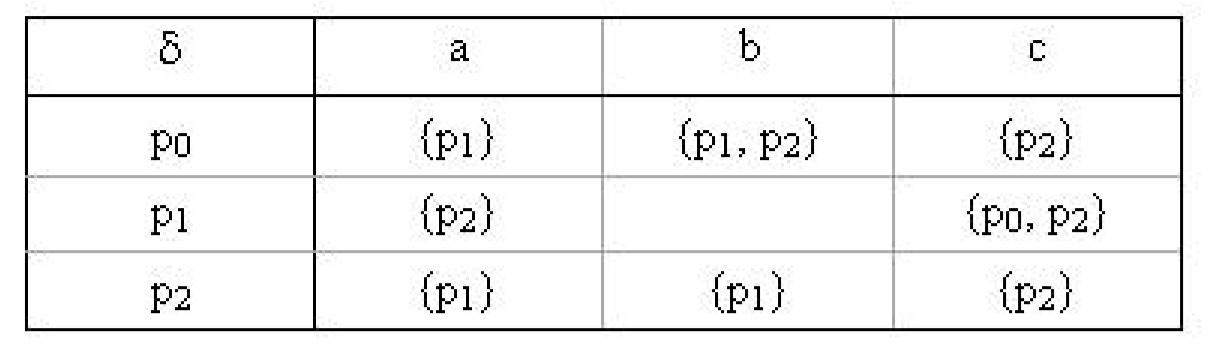 δ a b c
p0 {p1} {p1, p2} {p2}
p1 {p2} {p0, p2}
p2 {p1} {p1} {p2}